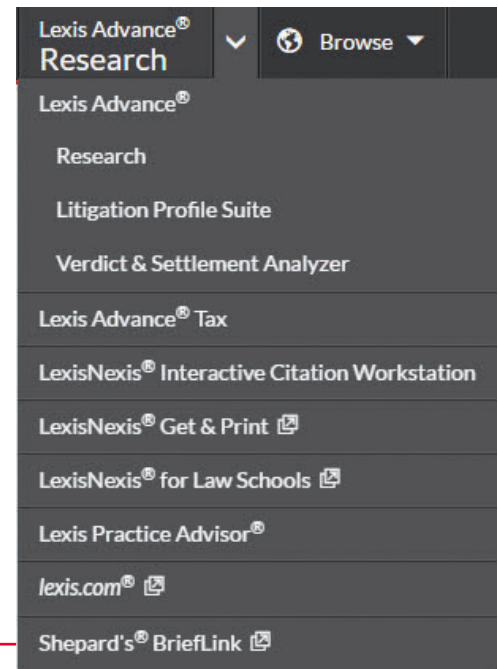 Lexis Advance®
Research
Browse
Lexis Advance®
Research
Litigation Profile Suite
Verdict & Settlement Analyzer
Lexis Advance® Tax
LexisNexis® Interactive Citation Workstation
LexisNexis® Get & Print
LexisNexis® for Law Schools
Lexis Practice Advisor®
lexis.com®
Shepard's® BriefLink